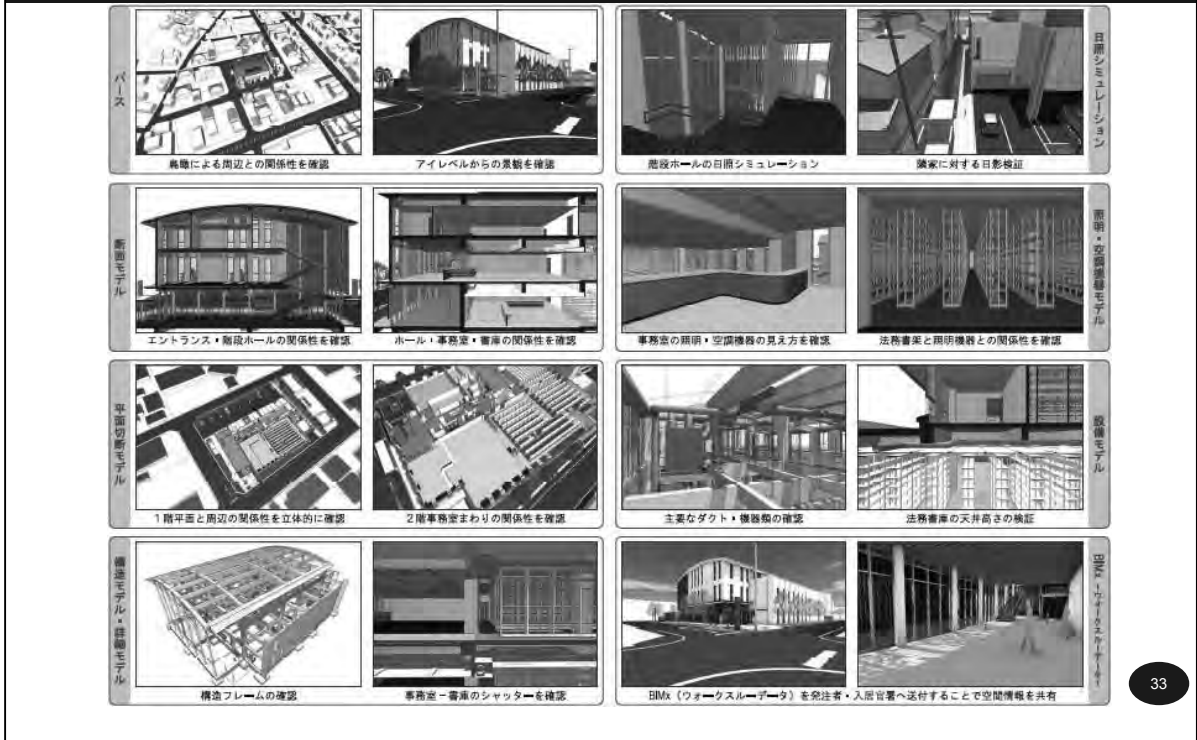 パース
鳥瞰による周辺との関係性を確認
アイレベルからの景観を確認
階段ホールの日照シミュレーション
隣家に対する日影検証
日照シミュレーション
断面モデル
エントランス・階段ホールの関係性を確認
ホール・事務室・書庫の関係性を確認
事務室の照明・空調機器の見え方を確認
法務書架と照明機器との関係性を確認
照明・空調機器モデル
平面切断モデル
1階平面と周辺の関係性を立体的に確認
2階事務室まわりの関係性を確認
主要なダクト・機器類の確認
法務書庫の天井高さの検証
設備モデル
構造モデル・詳細モデル
構造フレームの確認
事務室－書庫のシャッターを確認
BIMx（ウォークスルーデータ）を発注者・入居官署へ送付することで空間情報を共有
BIMx（ウォークスルーデータ）
33